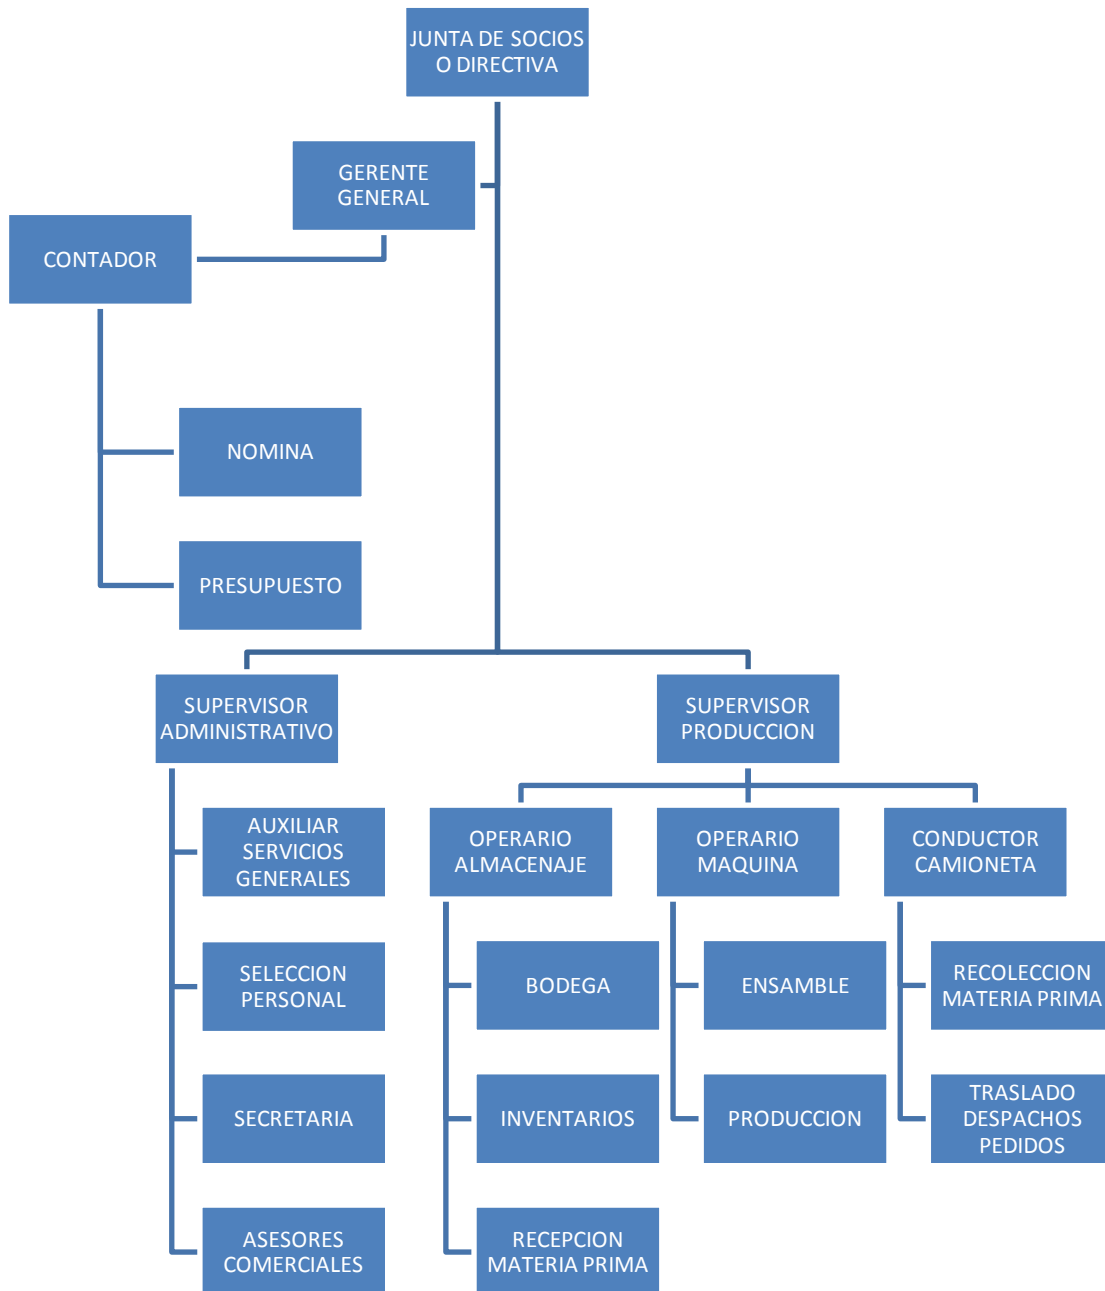 JUNTA DE SOCIOS
O DIRECTIVA
GERENTE
GENERAL
CONTADOR
NOMINA
PRESUPUESTO
SUPERVISOR
ADMINISTRATIVO
SUPERVISOR
PRODUCCION
AUXILIAR
SERVICIOS
GENERALES
OPERARIO
ALMACENAJE
OPERARIO
MAQUINA
CONDUCTOR
CAMIONETA
SELECCION
PERSONAL
BODEGA
ENSAMBLE
RECOLECCION
MATERIA PRIMA
SECRETARIA
INVENTARIOS
PRODUCCION
TRASLADO
DESPACHOS
PEDIDOS
ASESORES
COMERCIALES
RECEPCION
MATERIA PRIMA